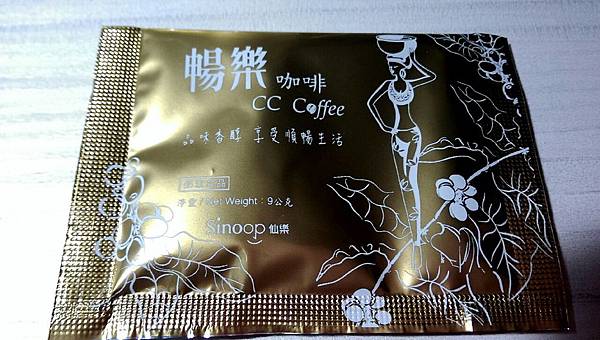 暢樂咖啡
CC Coffee
品味香醇 享受順暢生活
淨重/Net Weight：9公克
Sinoop 仙樂